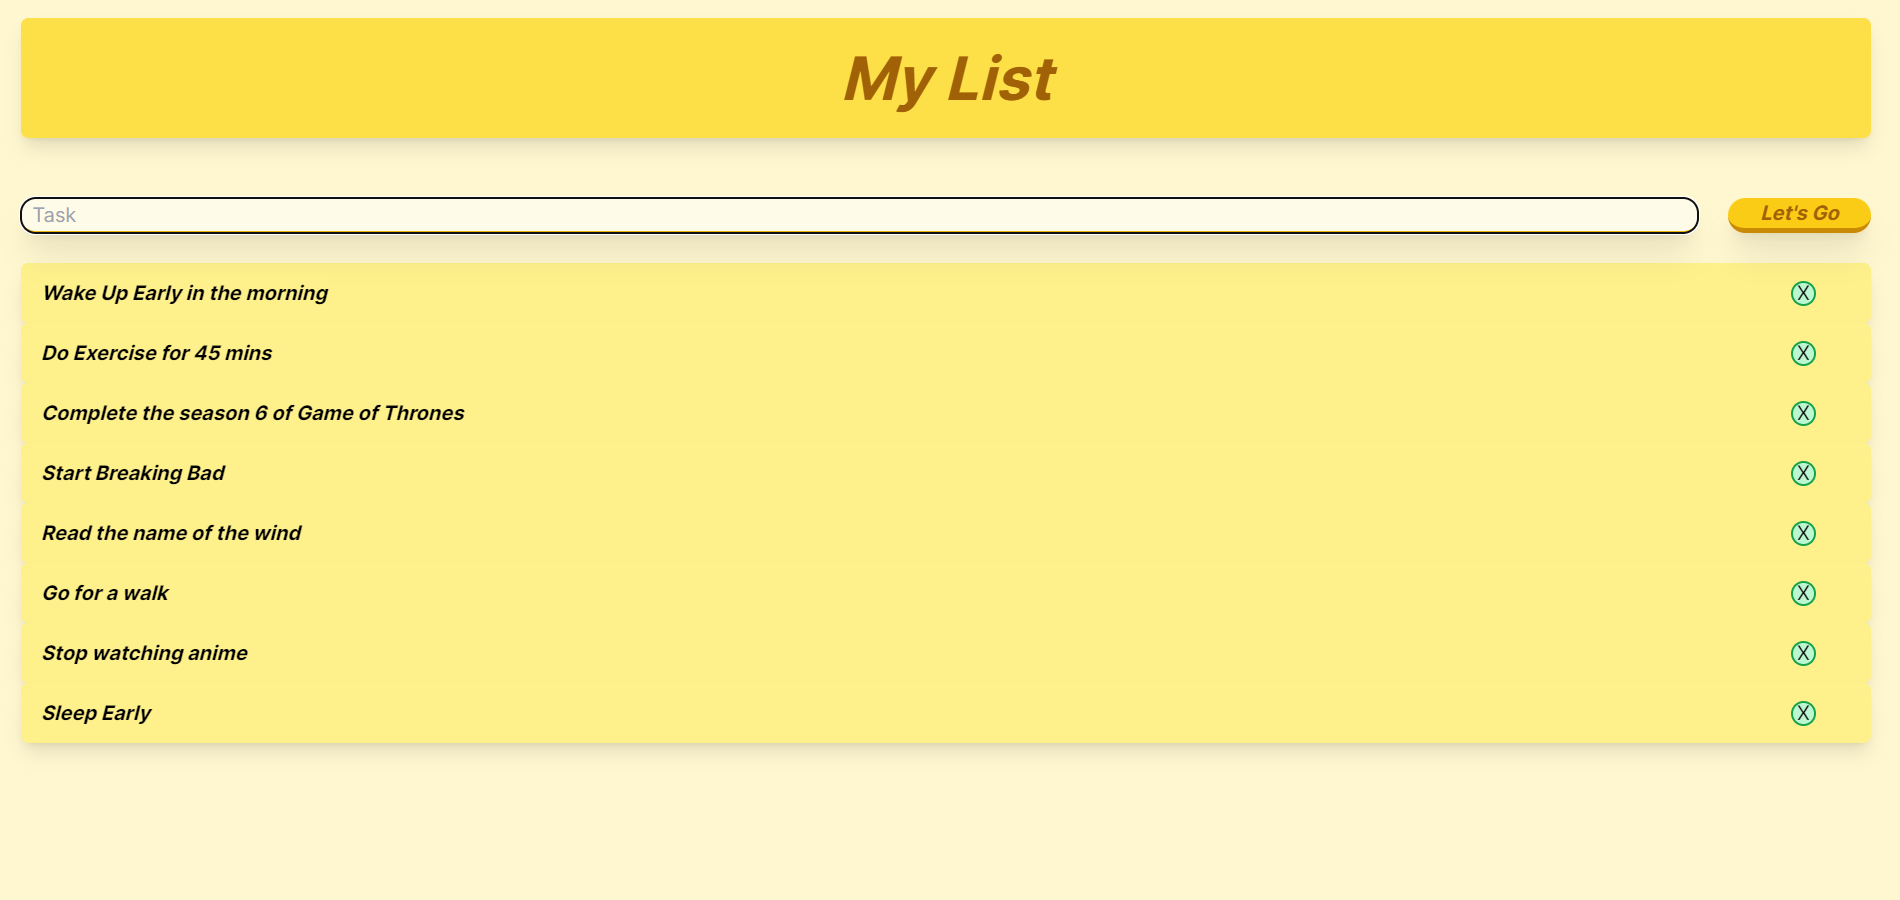 My List
Task
Let's Go
Wake Up Early in the morning
X
Do Exercise for 45 mins
X
Complete the season 6 of Game of Thrones
X
Start Breaking Bad
X
Read the name of the wind
X
Go for a walk
X
Stop watching anime
X
Sleep Early
X